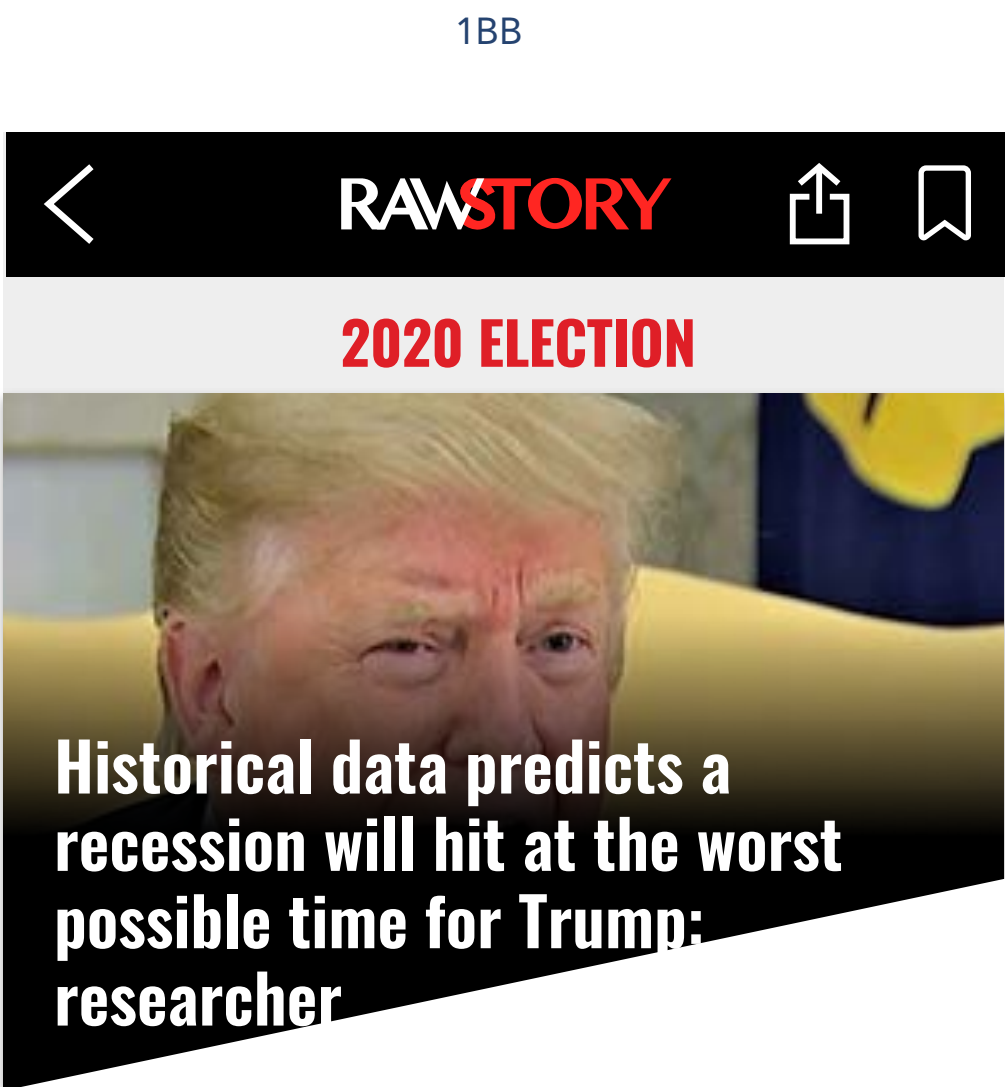 1BB
RAWSTORY
2020 ELECTION
Historical data predicts a
recession will hit at the worst
possible time for Trump:
researcher